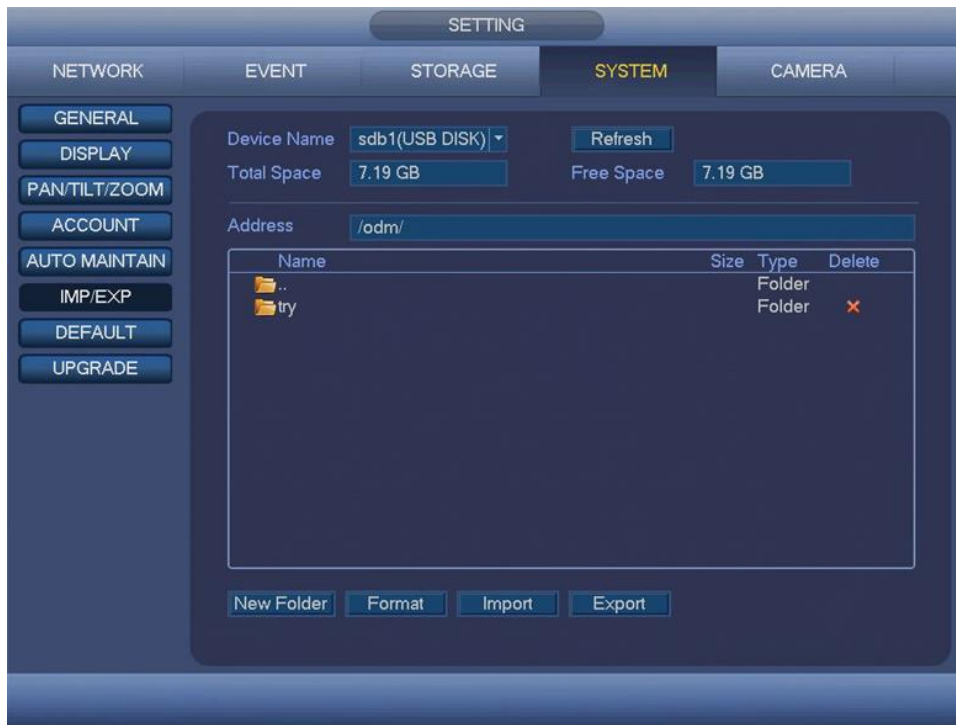 SETTING
NETWORK EVENT STORAGE SYSTEM CAMERA
GENERAL
DISPLAY
PAN/TILT/ZOOM
ACCOUNT
AUTO MAINTAIN
IMP/EXP
DEFAULT
UPGRADE
Device Name sdb1(USB DISK) Refresh
Total Space 7.19 GB Free Space 7.19 GB
Address /odm/
Name Size Type Delete
.. Folder
try Folder
New Folder Format Import Export